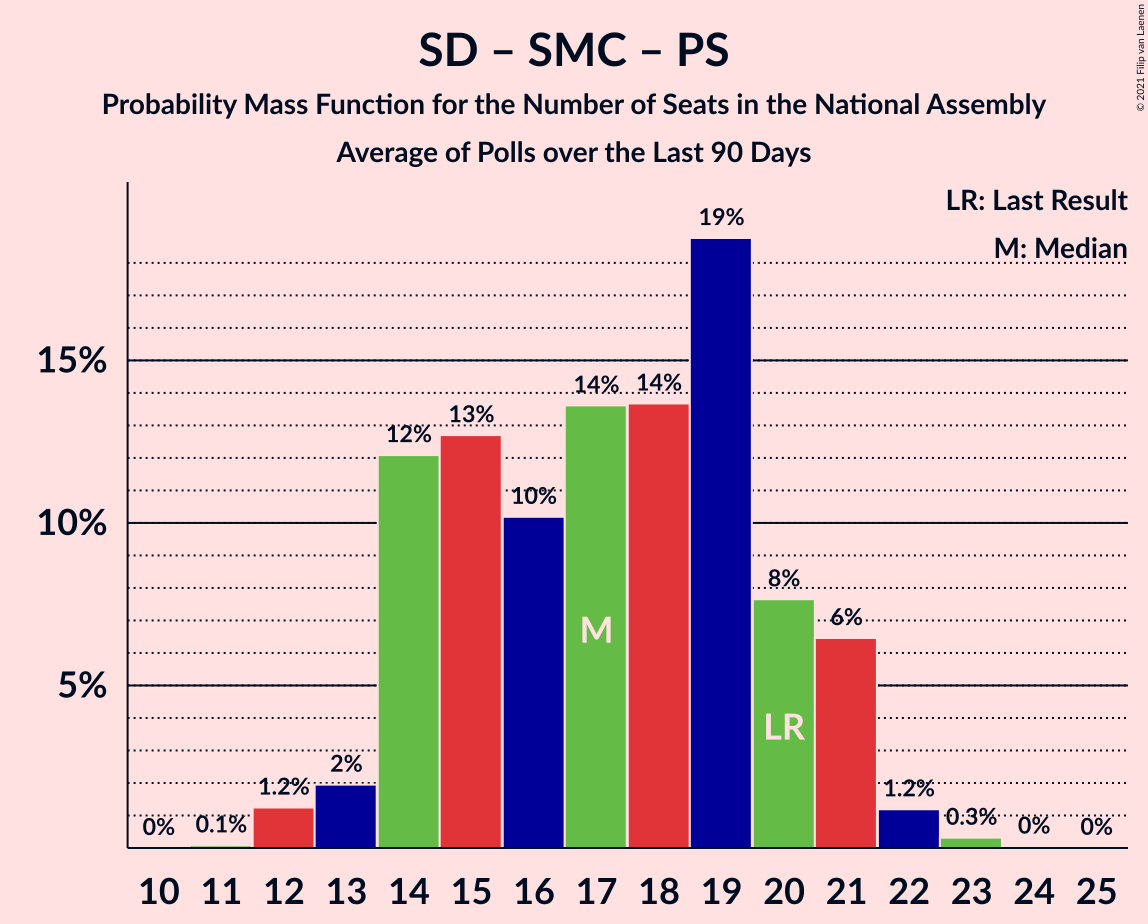 SD – SMC – PS
Probability Mass Function for the Number of Seats in the National Assembly
Average of Polls over the Last 90 Days
© 2021 Filip van Laenen
LR: Last Result
M: Median
19%
15%
14% 14%
13%
12%
10%
10%
8%
6%
M
5%
LR
2%
1.2% 1.2%
0% 0.1% 0.3% 0% 0%
10 11 12 13 14 15 16 17 18 19 20 21 22 23 24 25